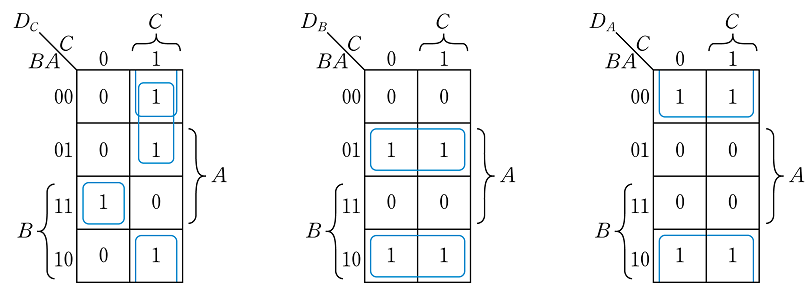 D_C C D_B C D_A C
C C C
BA 0 1 BA 0 1 BA 0 1
00 0 1 00 0 0 00 1 1
01 0 1 01 1 1 01 0 0
A A A
11 1 0 11 0 0 11 0 0
B B B
10 0 1 10 1 1 10 1 1